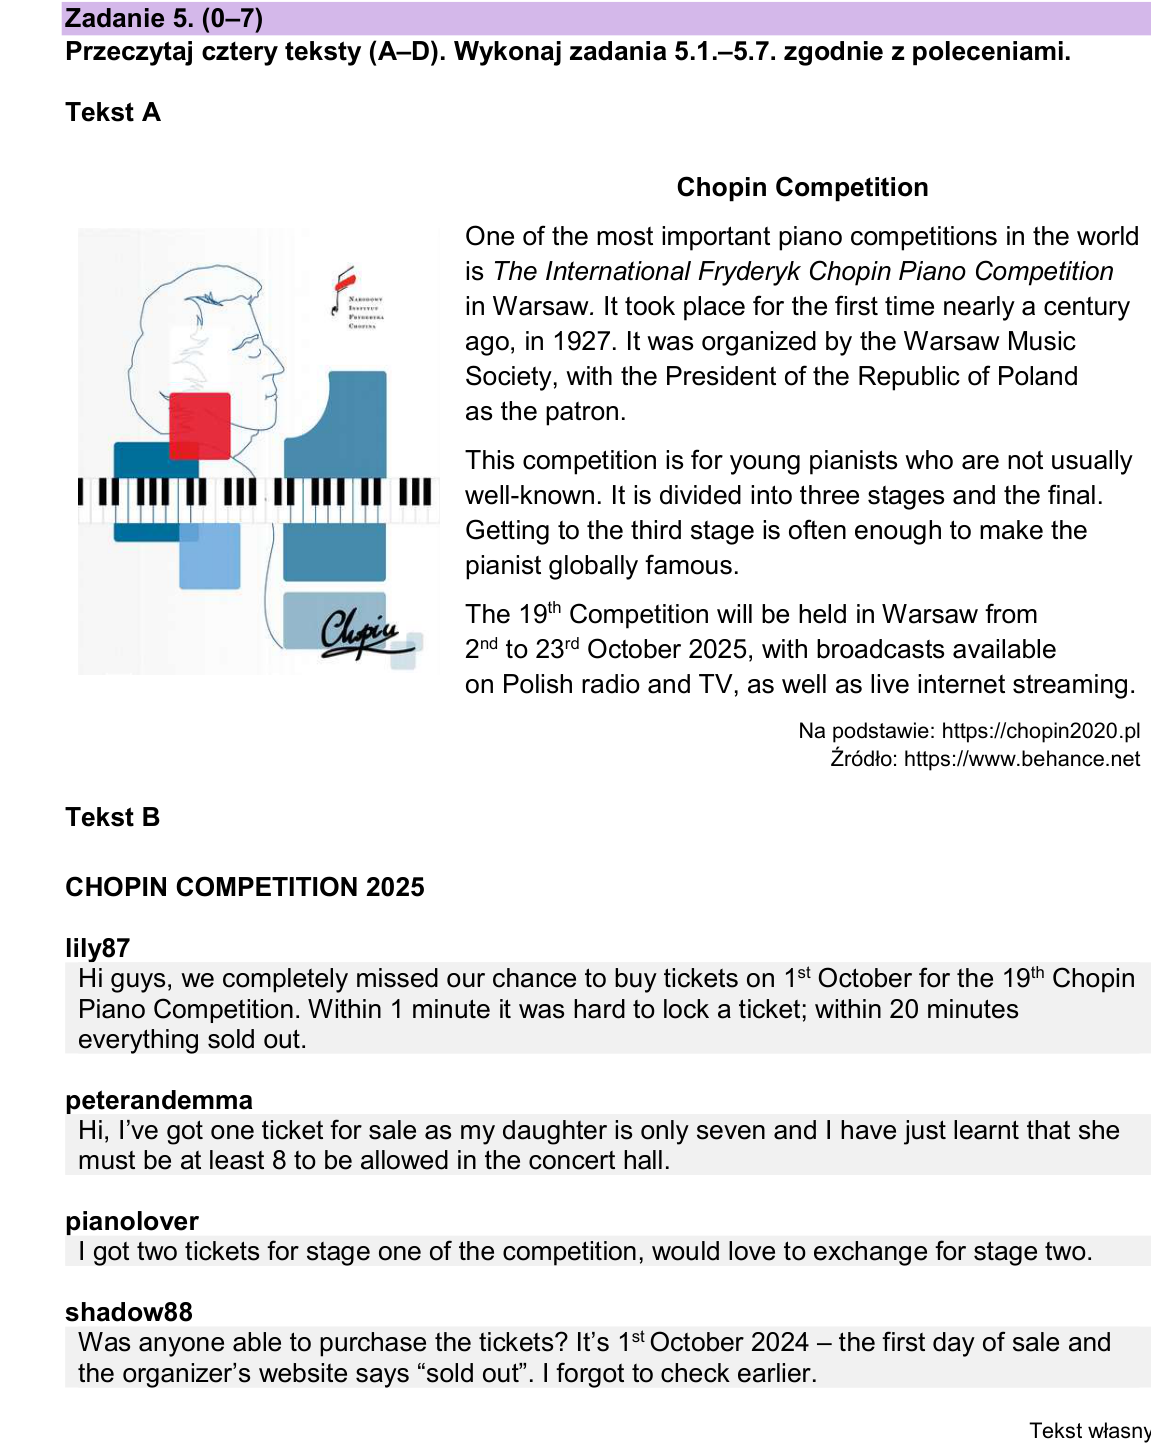 Zadanie 5. (0–7)
Przeczytaj cztery teksty (A–D). Wykonaj zadania 5.1.–5.7. zgodnie z poleceniami.
Tekst A
Chopin Competition
One of the most important piano competitions in the world
is The International Fryderyk Chopin Piano Competition
in Warsaw. It took place for the first time nearly a century
ago, in 1927. It was organized by the Warsaw Music
Society, with the President of the Republic of Poland
as the patron.
This competition is for young pianists who are not usually
well-known. It is divided into three stages and the final.
Getting to the third stage is often enough to make the
pianist globally famous.
The 19th Competition will be held in Warsaw from
2nd to 23rd October 2025, with broadcasts available
on Polish radio and TV, as well as live internet streaming.
Narodowy
Instytut
Fryderyka
Chopina
Chopin
Na podstawie: https://chopin2020.pl
Źródło: https://www.behance.net
Tekst B
CHOPIN COMPETITION 2025
lily87
Hi guys, we completely missed our chance to buy tickets on 1st October for the 19th Chopin
Piano Competition. Within 1 minute it was hard to lock a ticket; within 20 minutes
everything sold out.
peterandemma
Hi, I’ve got one ticket for sale as my daughter is only seven and I have just learnt that she
must be at least 8 to be allowed in the concert hall.
pianolover
I got two tickets for stage one of the competition, would love to exchange for stage two.
shadow88
Was anyone able to purchase the tickets? It’s 1st October 2024 – the first day of sale and
the organizer’s website says “sold out”. I forgot to check earlier.
Tekst własny